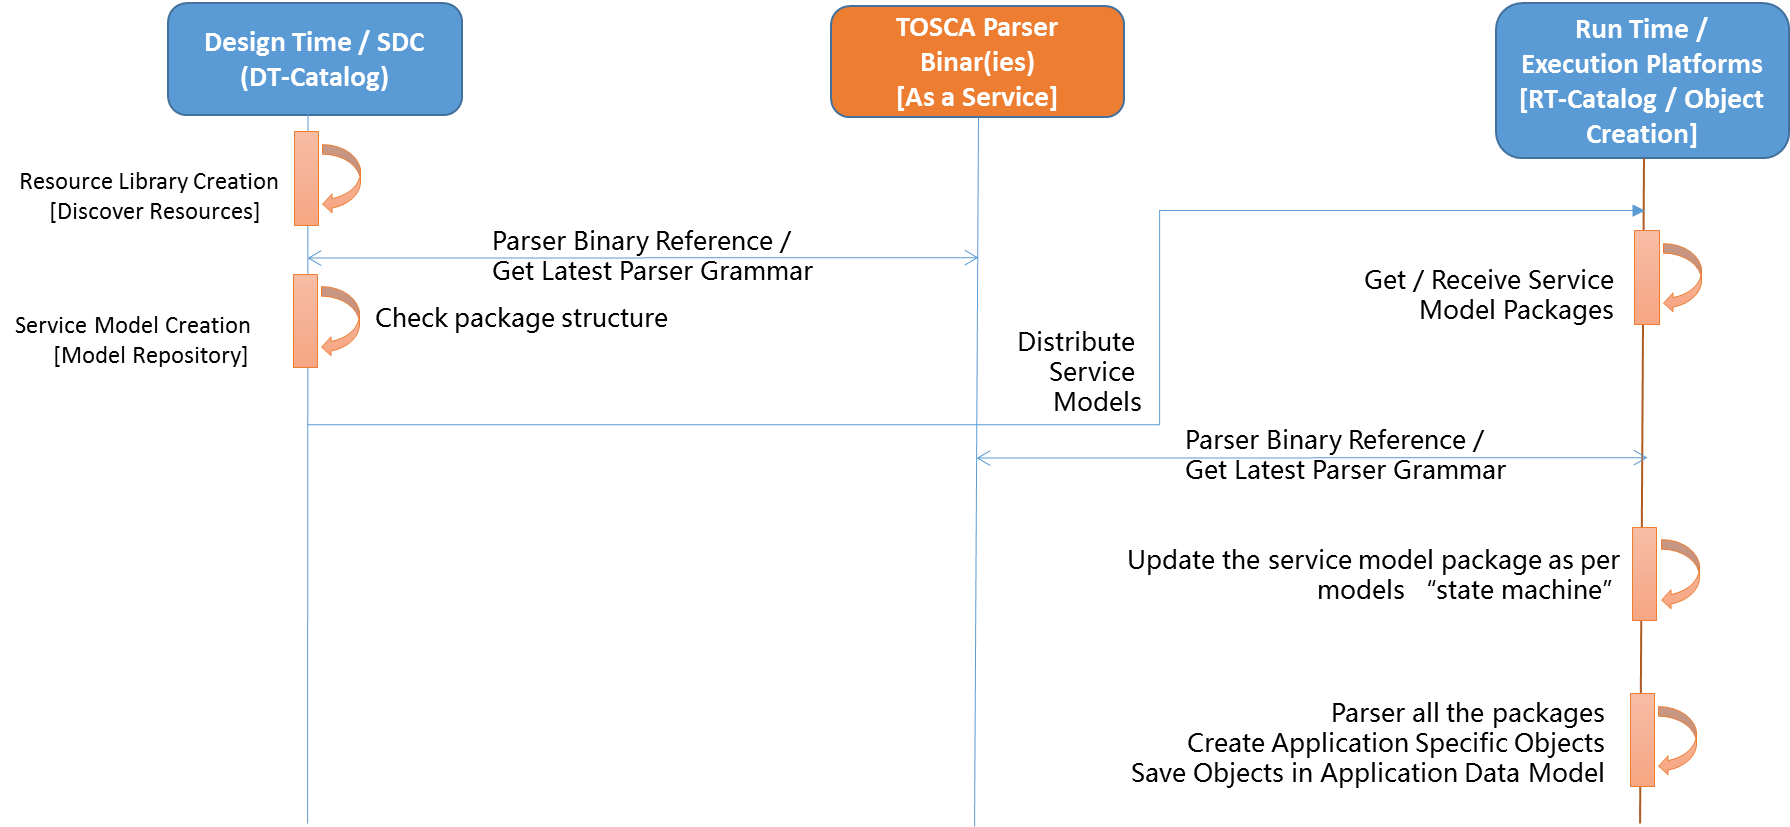 Design Time / SDC
(DT-Catalog)
TOSCA Parser
Binar(ies)
[As a Service]
Run Time /
Execution Platforms
[RT-Catalog / Object
Creation]
Resource Library Creation
[Discover Resources]
Parser Binary Reference /
Get Latest Parser Grammar
Get / Receive Service
Model Packages
Service Model Creation
[Model Repository]
Check package structure
Distribute
Service
Models
Parser Binary Reference /
Get Latest Parser Grammar
Update the service model package as per
models “state machine”
Parser all the packages
Create Application Specific Objects
Save Objects in Application Data Model